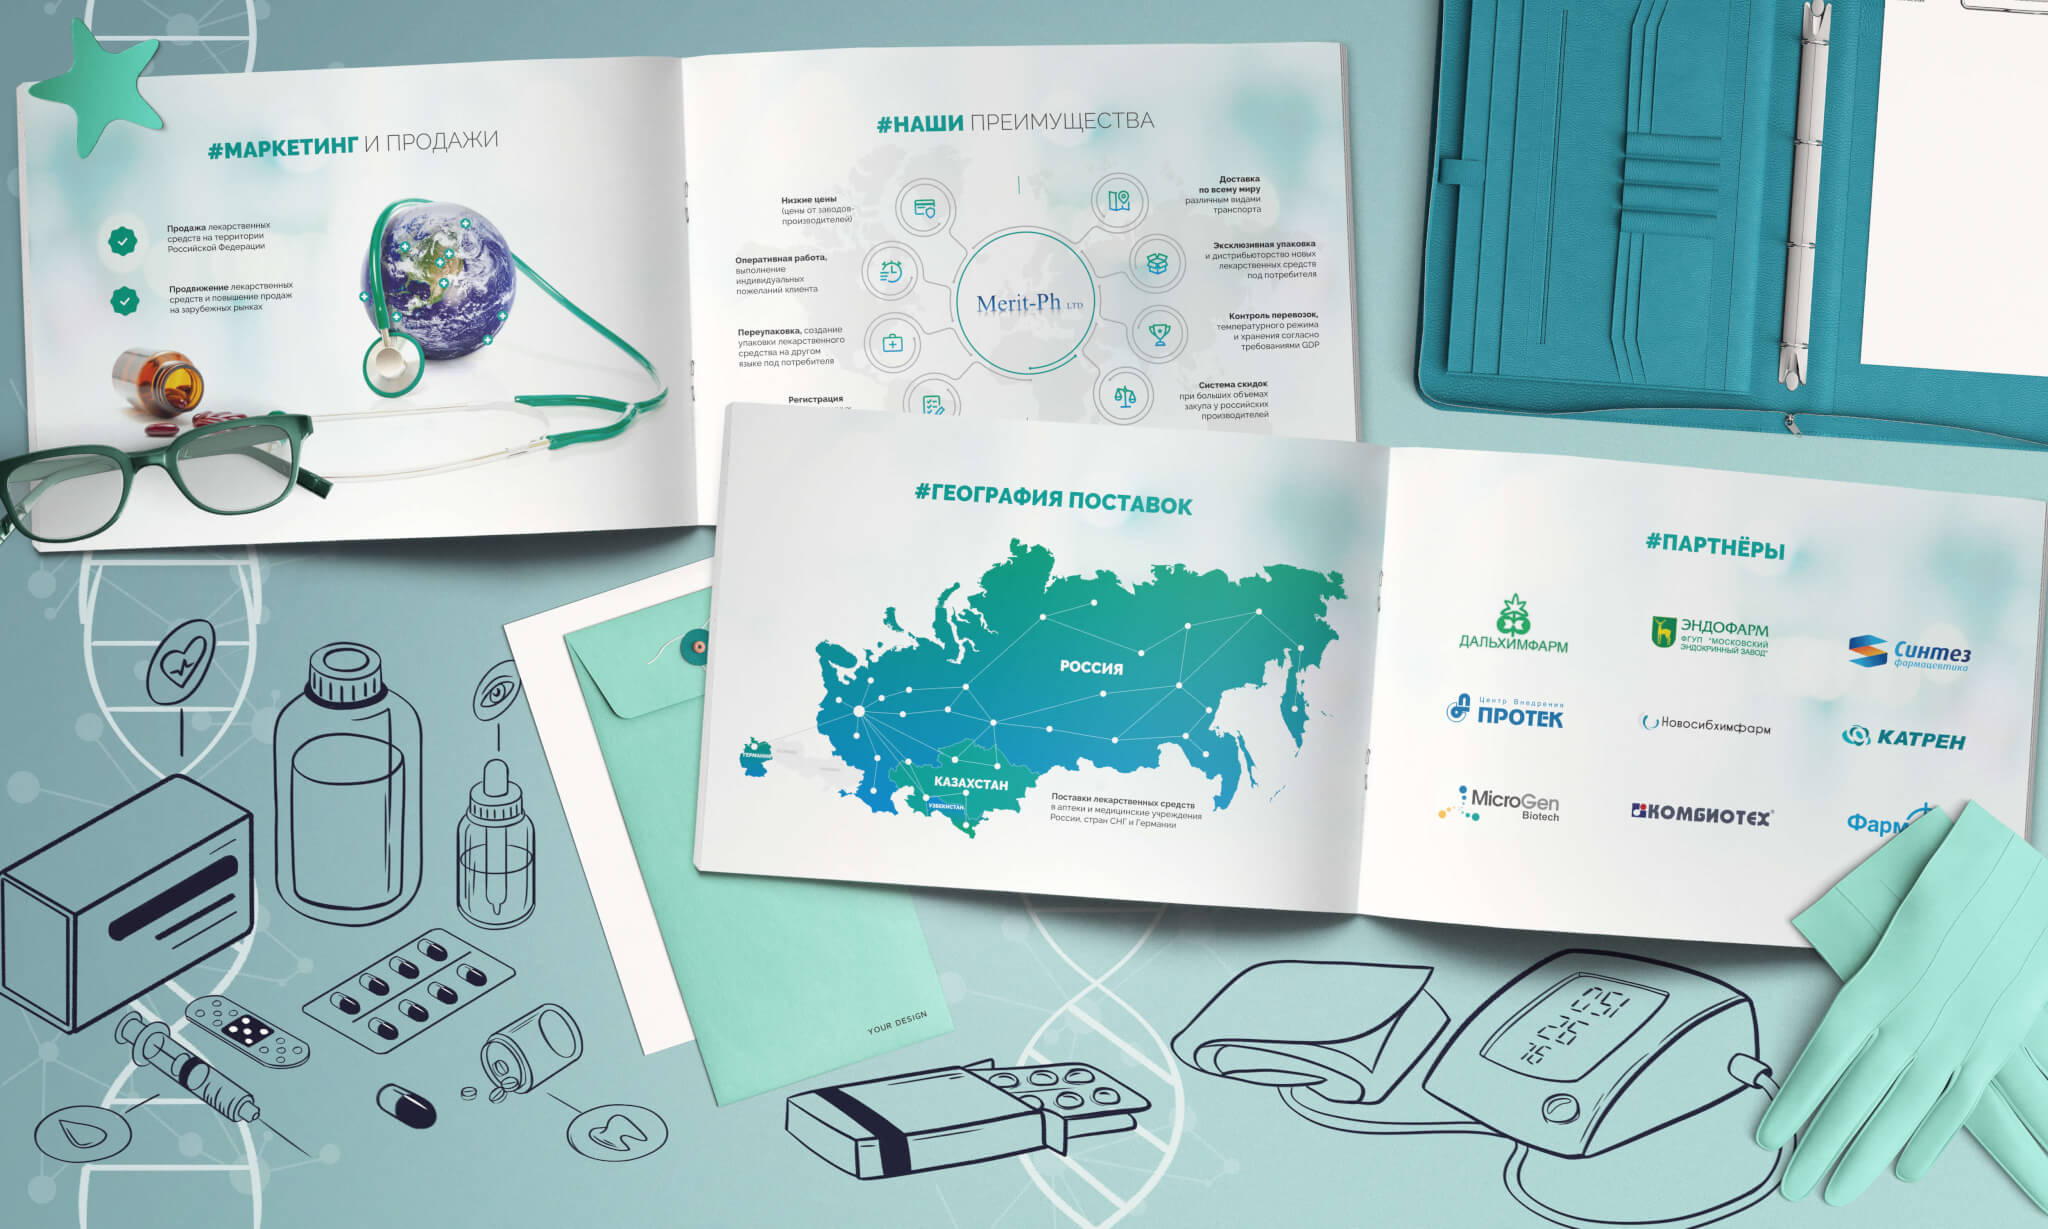 #МАРКЕТИНГ И ПРОДАЖИ
Продажа лекарственных
средств на территории
Российской Федерации
Продвижение лекарственных
средств и повышение продаж
на зарубежных рынках
#НАШИ ПРЕИМУЩЕСТВА
Низкие цены
(цены от заводов-
производителей)
Оперативная работа,
выполнение
индивидуальных
пожеланий клиента
Переупаковка, создание
упаковки лекарственного
средства на другом
языке под потребителя
Регистрация
Merit-Ph LTD
Доставка
по всему миру
различным видами
транспорта
Эксклюзивная упаковка
и дистрибьюторство новых
лекарственных средств
под потребителя
Контроль перевозок,
температурного режима
и хранения согласно
требованиями GDP
Система скидок
при больших объемах
закупа у российских
производителей
#ГЕОГРАФИЯ ПОСТАВОК
РОССИЯ
ГЕРМАНИЯ
КАЗАХСТАН
УЗБЕКИСТАН
Поставки лекарственных средств
в аптеки и медицинские учреждения
России, стран СНГ и Германии
#ПАРТНЁРЫ
ДАЛЬХИМФАРМ
ЭНДОФАРМ
ФГУП "МОСКОВСКИЙ
ЭНДОКРИННЫЙ ЗАВОД"
Синтез
фармацевтика
Центр Внедрения
ПРОТЕК
Новосибхимфарм
КАТРЕН
MicroGen
Biotech
КОМБИОТЕХ®
Фарм
YOUR DESIGN